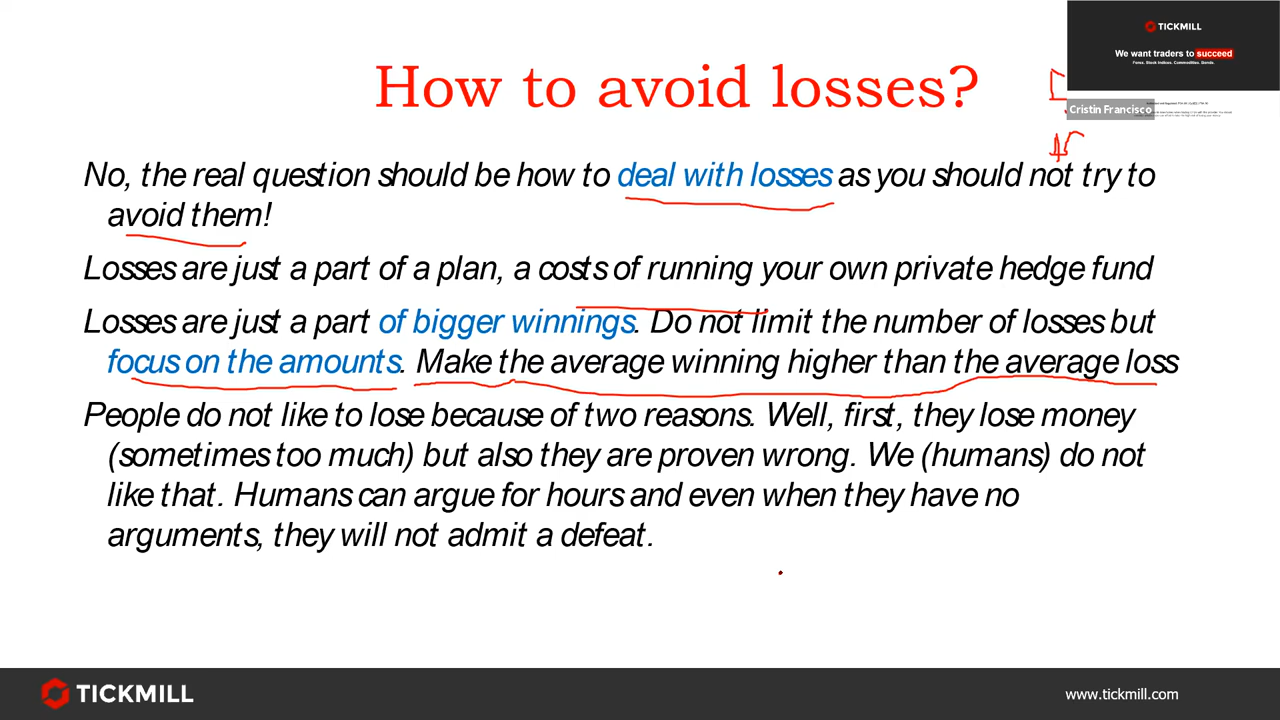 TICKMILL
We want traders to succeed
Forex. Stock Indices. Commodities. Bonds.
How to avoid losses?
Cristin Francisco
No, the real question should be how to deal with losses as you should not try to
avoid them!
Losses are just a part of a plan, a costs of running your own private hedge fund
Losses are just a part of bigger winnings. Do not limit the number of losses but
focus on the amounts. Make the average winning higher than the average loss
People do not like to lose because of two reasons. Well, first, they lose money
(sometimes too much) but also they are proven wrong. We (humans) do not
like that. Humans can argue for hours and even when they have no
arguments, they will not admit a defeat.
TICKMILL
www.tickmill.com